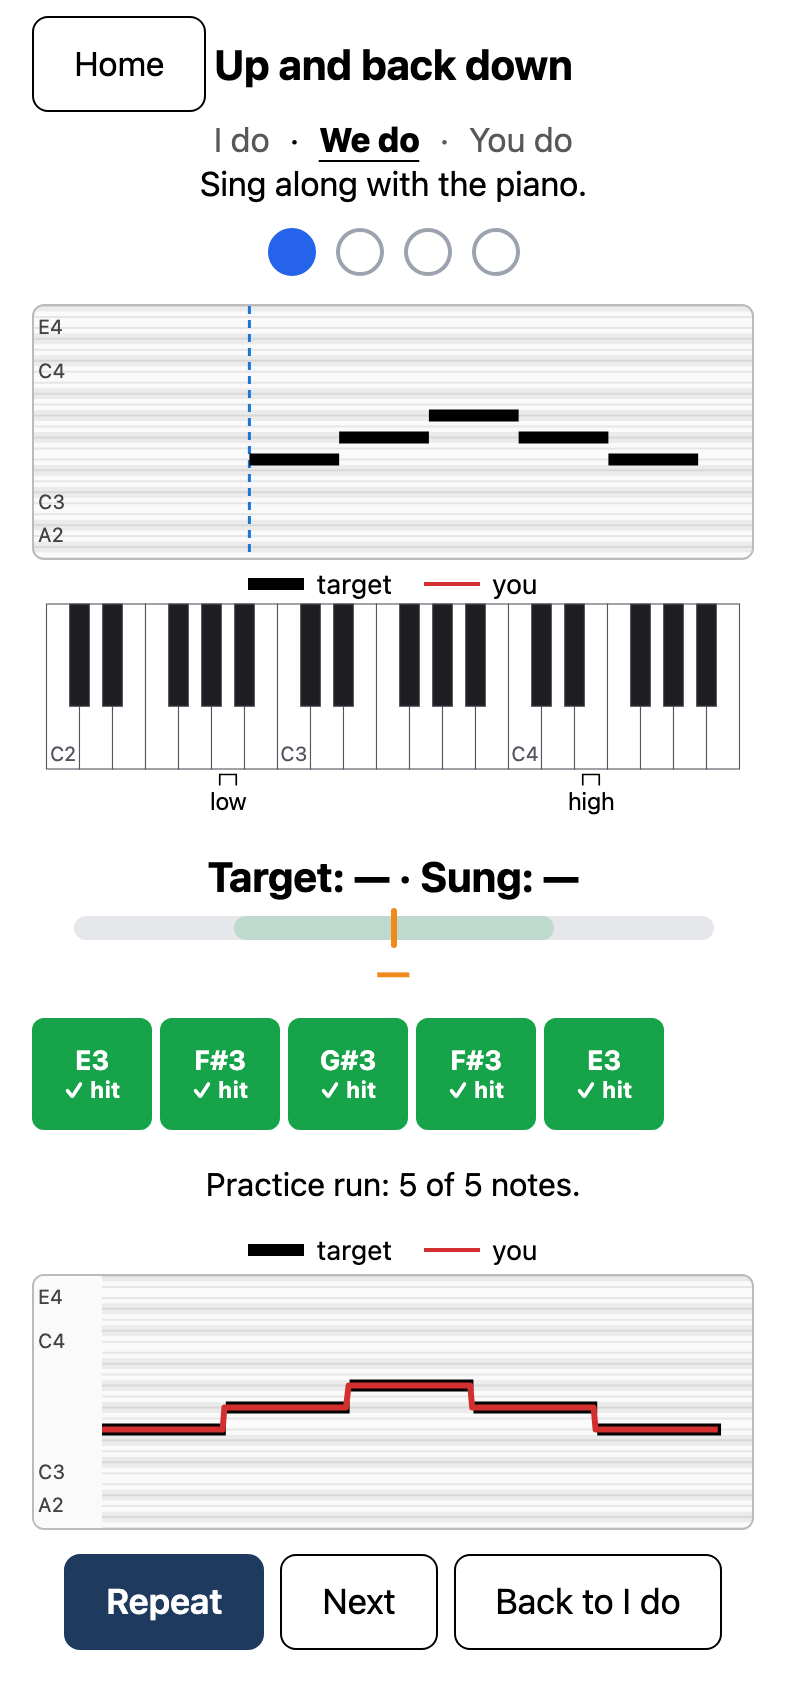 Home
Up and back down
I do · We do · You do
Sing along with the piano.
E4
C4
C3
A2
target you
C2 C3 C4
low high
Target: — · Sung: —
—
E3 F#3 G#3 F#3 E3
✓ hit ✓ hit ✓ hit ✓ hit ✓ hit
Practice run: 5 of 5 notes.
target you
E4
C4
C3
A2
Repeat Next Back to I do